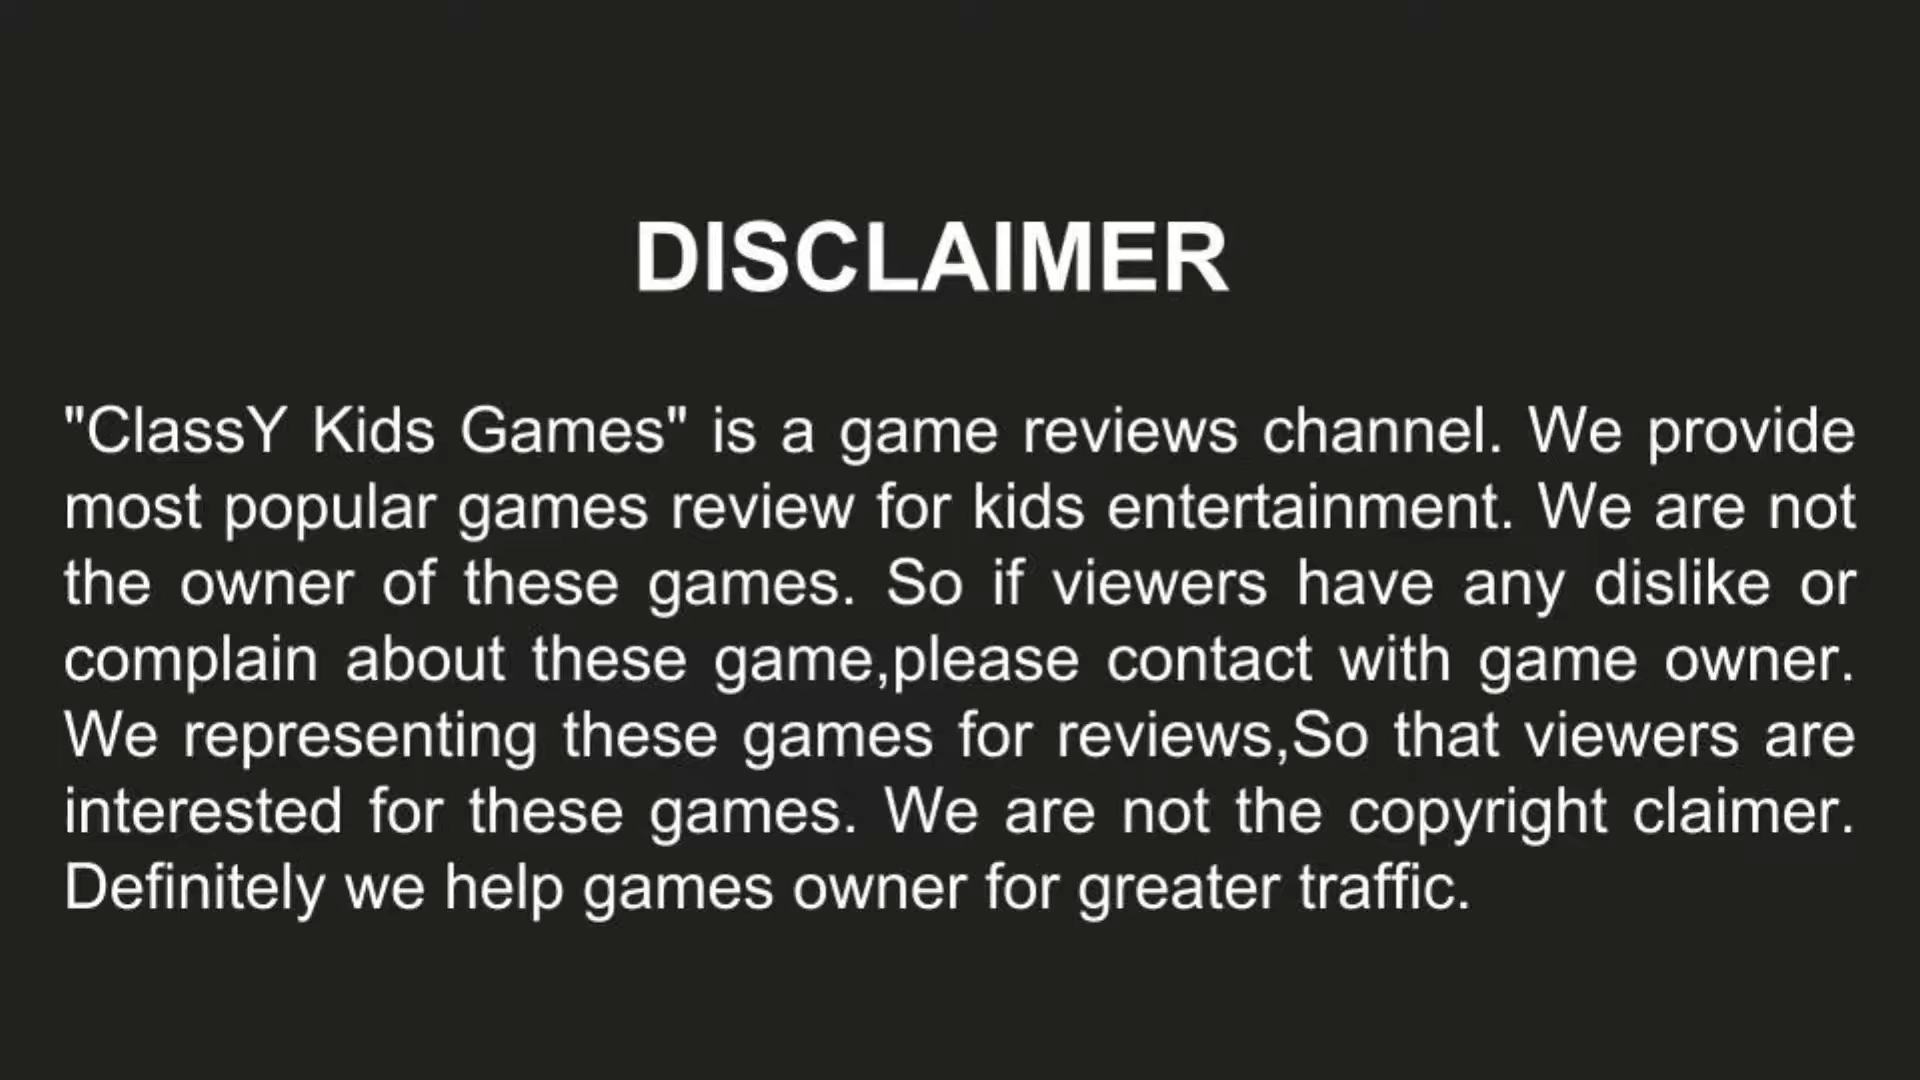 DISCLAIMER
"ClassY Kids Games" is a game reviews channel. We provide
most popular games review for kids entertainment. We are not
the owner of these games. So if viewers have any dislike or
complain about these game,please contact with game owner.
We representing these games for reviews,So that viewers are
interested for these games. We are not the copyright claimer.
Definitely we help games owner for greater traffic.